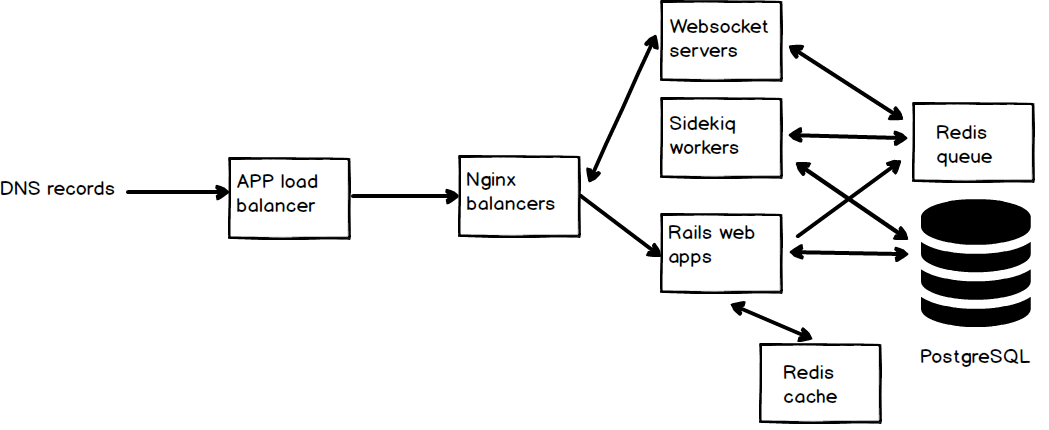 DNS records
APP load
balancer
Nginx
balancers
Websocket
servers
Sidekiq
workers
Rails web
apps
Redis
queue
PostgreSQL
Redis
cache